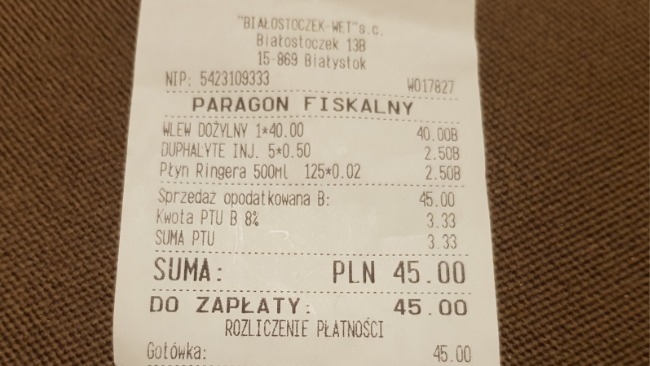 "BIAŁOSTOCZEK-WET"s.c.
Białostoczek 13B
15-869 Białystok
NIP: 5423109333 W017827
PARAGON FISKALNY
WLEW DOŻYLNY 1*40.00 40.00B
DUPHALYTE INJ. 5*0.50 2.50B
Płyn Ringera 500ml 125*0.02 2.50B
Sprzedaż opodatkowana B: 45.00
Kwota PTU B 8% 3.33
SUMA PTU 3.33
SUMA: PLN 45.00
DO ZAPŁATY: 45.00
ROZLICZENIE PŁATNOŚCI
Gotówka: 45.00